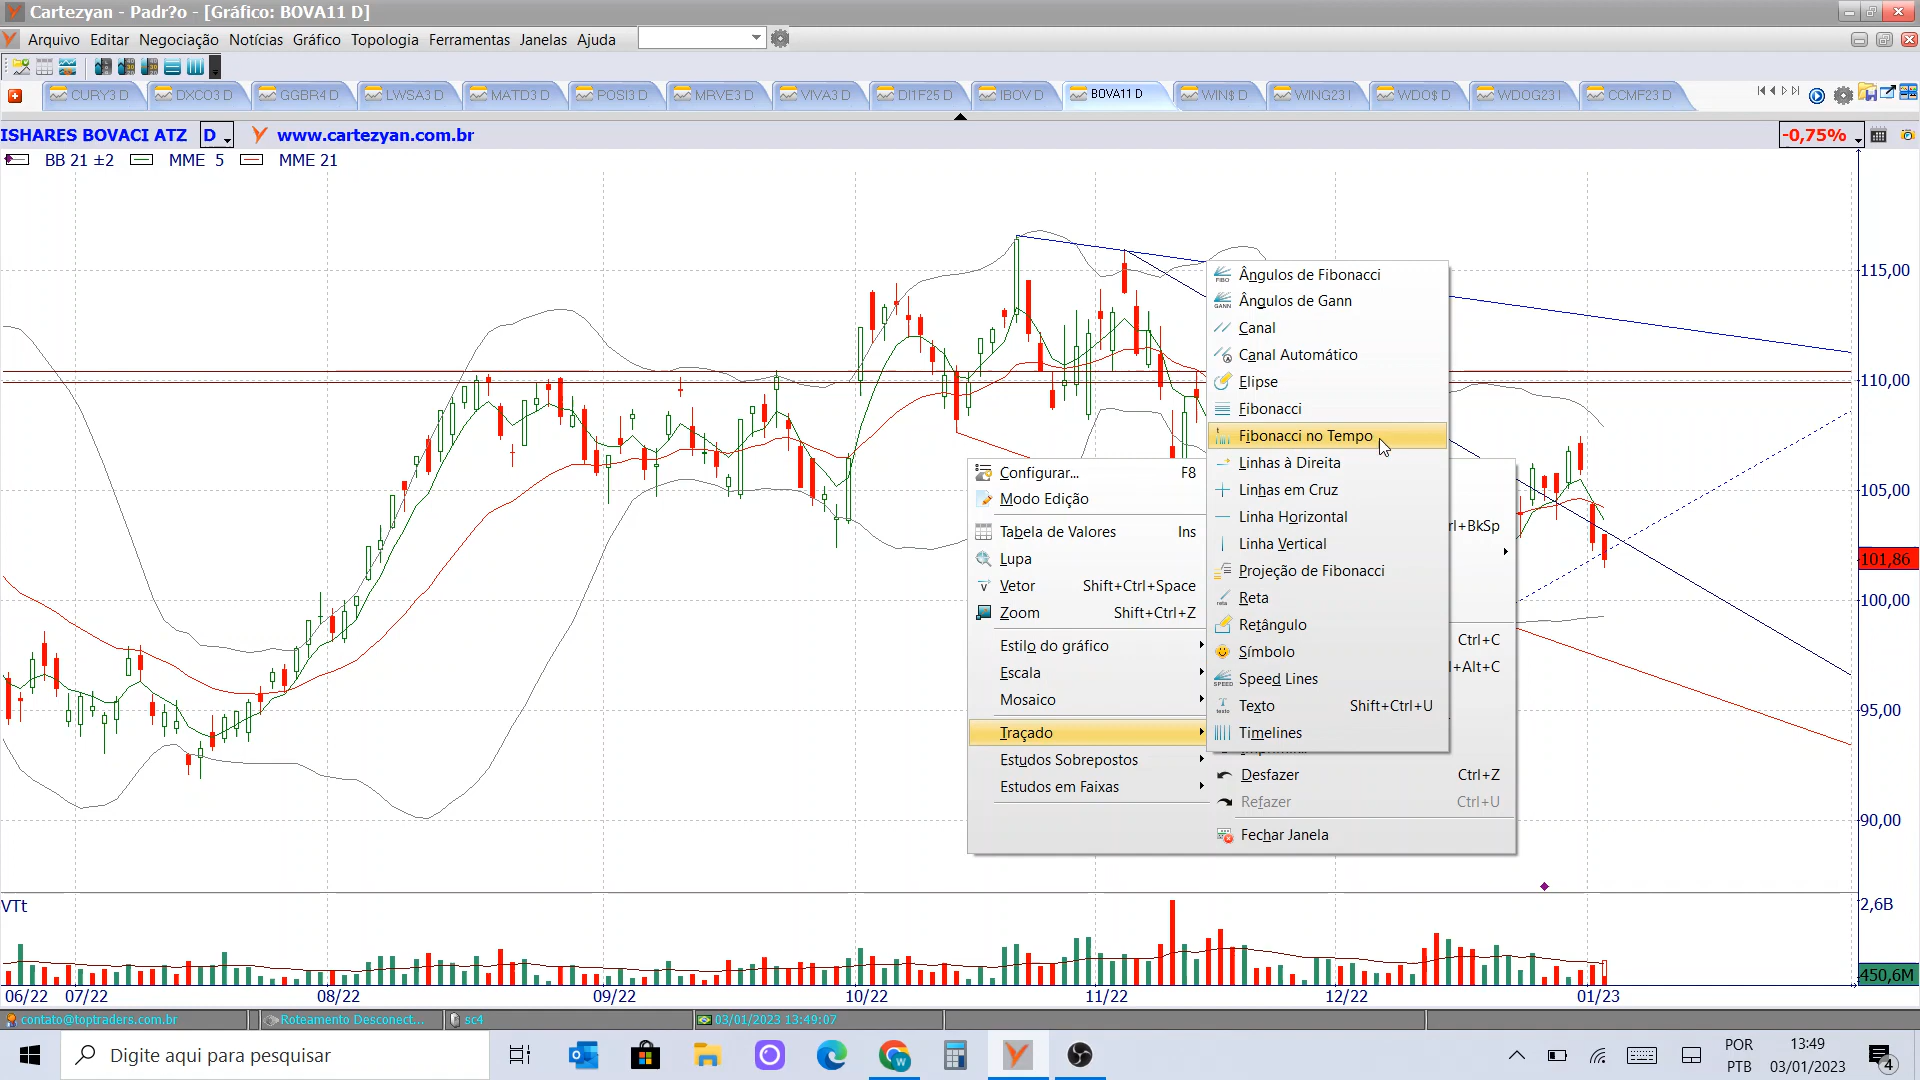 Cartezyan - Padr?o - [Gráfico: BOVA11 D]
Arquivo Editar Negociação Notícias Gráfico Topologia Ferramentas Janelas Ajuda
CURY3 D DXCO3 D GGBR4 D LWSA3 D MATD3 D POSI3 D MRVE3 D VIVA3 D DI1F25 D IBOV D BOVA11 D WIN$ D WING23 I WDO$ D WDOG23 I CCMF23 D
ISHARES BOVACI ATZ D www.cartezyan.com.br -0,75%
BB 21 ±2 MME 5 MME 21
115,00
110,00
105,00
101,86
100,00
95,00
90,00
Configurar... F8
Modo Edição
Tabela de Valores Ins
Lupa
Vetor Shift+Ctrl+Space
Zoom Shift+Ctrl+Z
Estilo do gráfico
Escala
Mosaico
Traçado
Estudos Sobrepostos
Estudos em Faixas
Ângulos de Fibonacci
Ângulos de Gann
Canal
Canal Automático
Elipse
Fibonacci
Fibonacci no Tempo
Linhas à Direita
Linhas em Cruz
Linha Horizontal
Linha Vertical
Projeção de Fibonacci
Reta
Retângulo
Símbolo
Speed Lines
Texto Shift+Ctrl+U
Timelines
rl+BkSp
Ctrl+C
l+Alt+C
Desfazer Ctrl+Z
Refazer Ctrl+U
Fechar Janela
VTt
2,6B
450,6M
06/22 07/22 08/22 09/22 10/22 11/22 12/22 01/23
contato@toptraders.com.br Roteamento Desconect... sc4 03/01/2023 13:49:07
Digite aqui para pesquisar
POR
PTB
13:49
03/01/2023
4